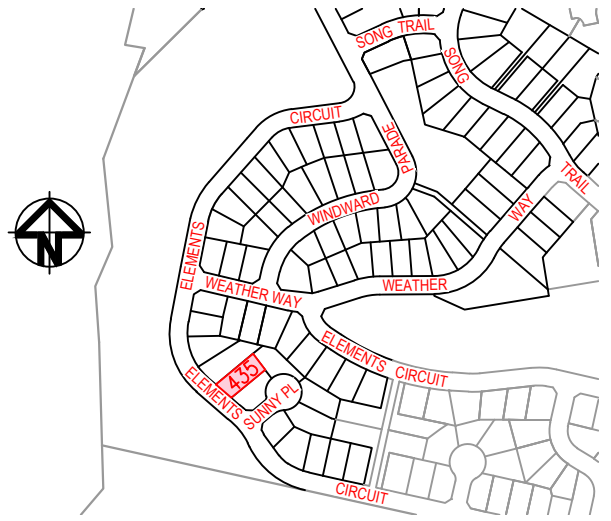 SONG TRAIL
SONG
TRAIL
CIRCUIT
PARADE
WINDWARD
WAY
ELEMENTS
WEATHER WAY
WEATHER
N
ELEMENTS
CIRCUIT
435
ELEMENTS
SUNNY PL
CIRCUIT